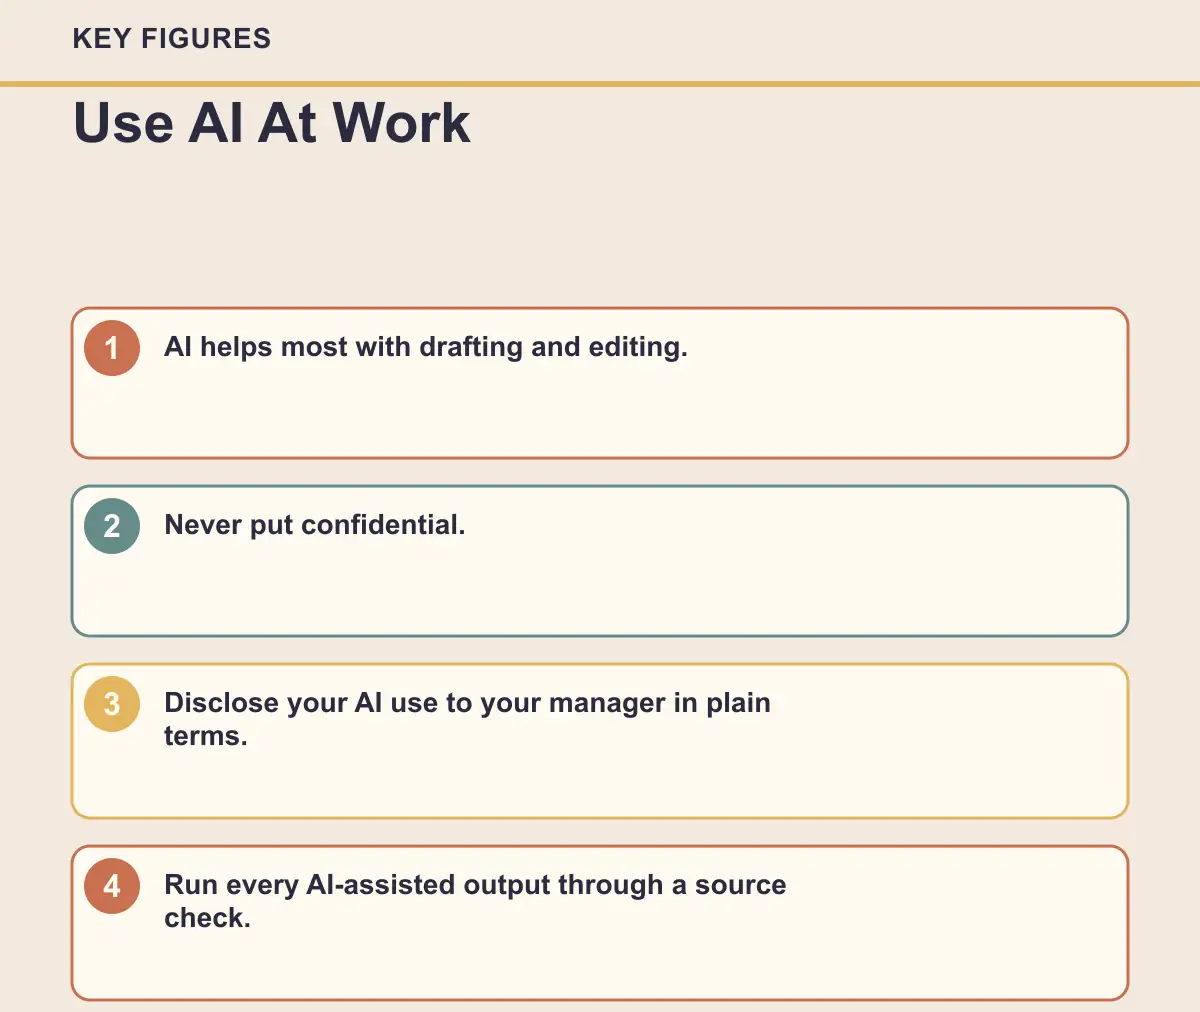 KEY FIGURES
Use AI At Work
1
AI helps most with drafting and editing.
2
Never put confidential.
3
Disclose your AI use to your manager in plain
terms.
4
Run every AI-assisted output through a source
check.